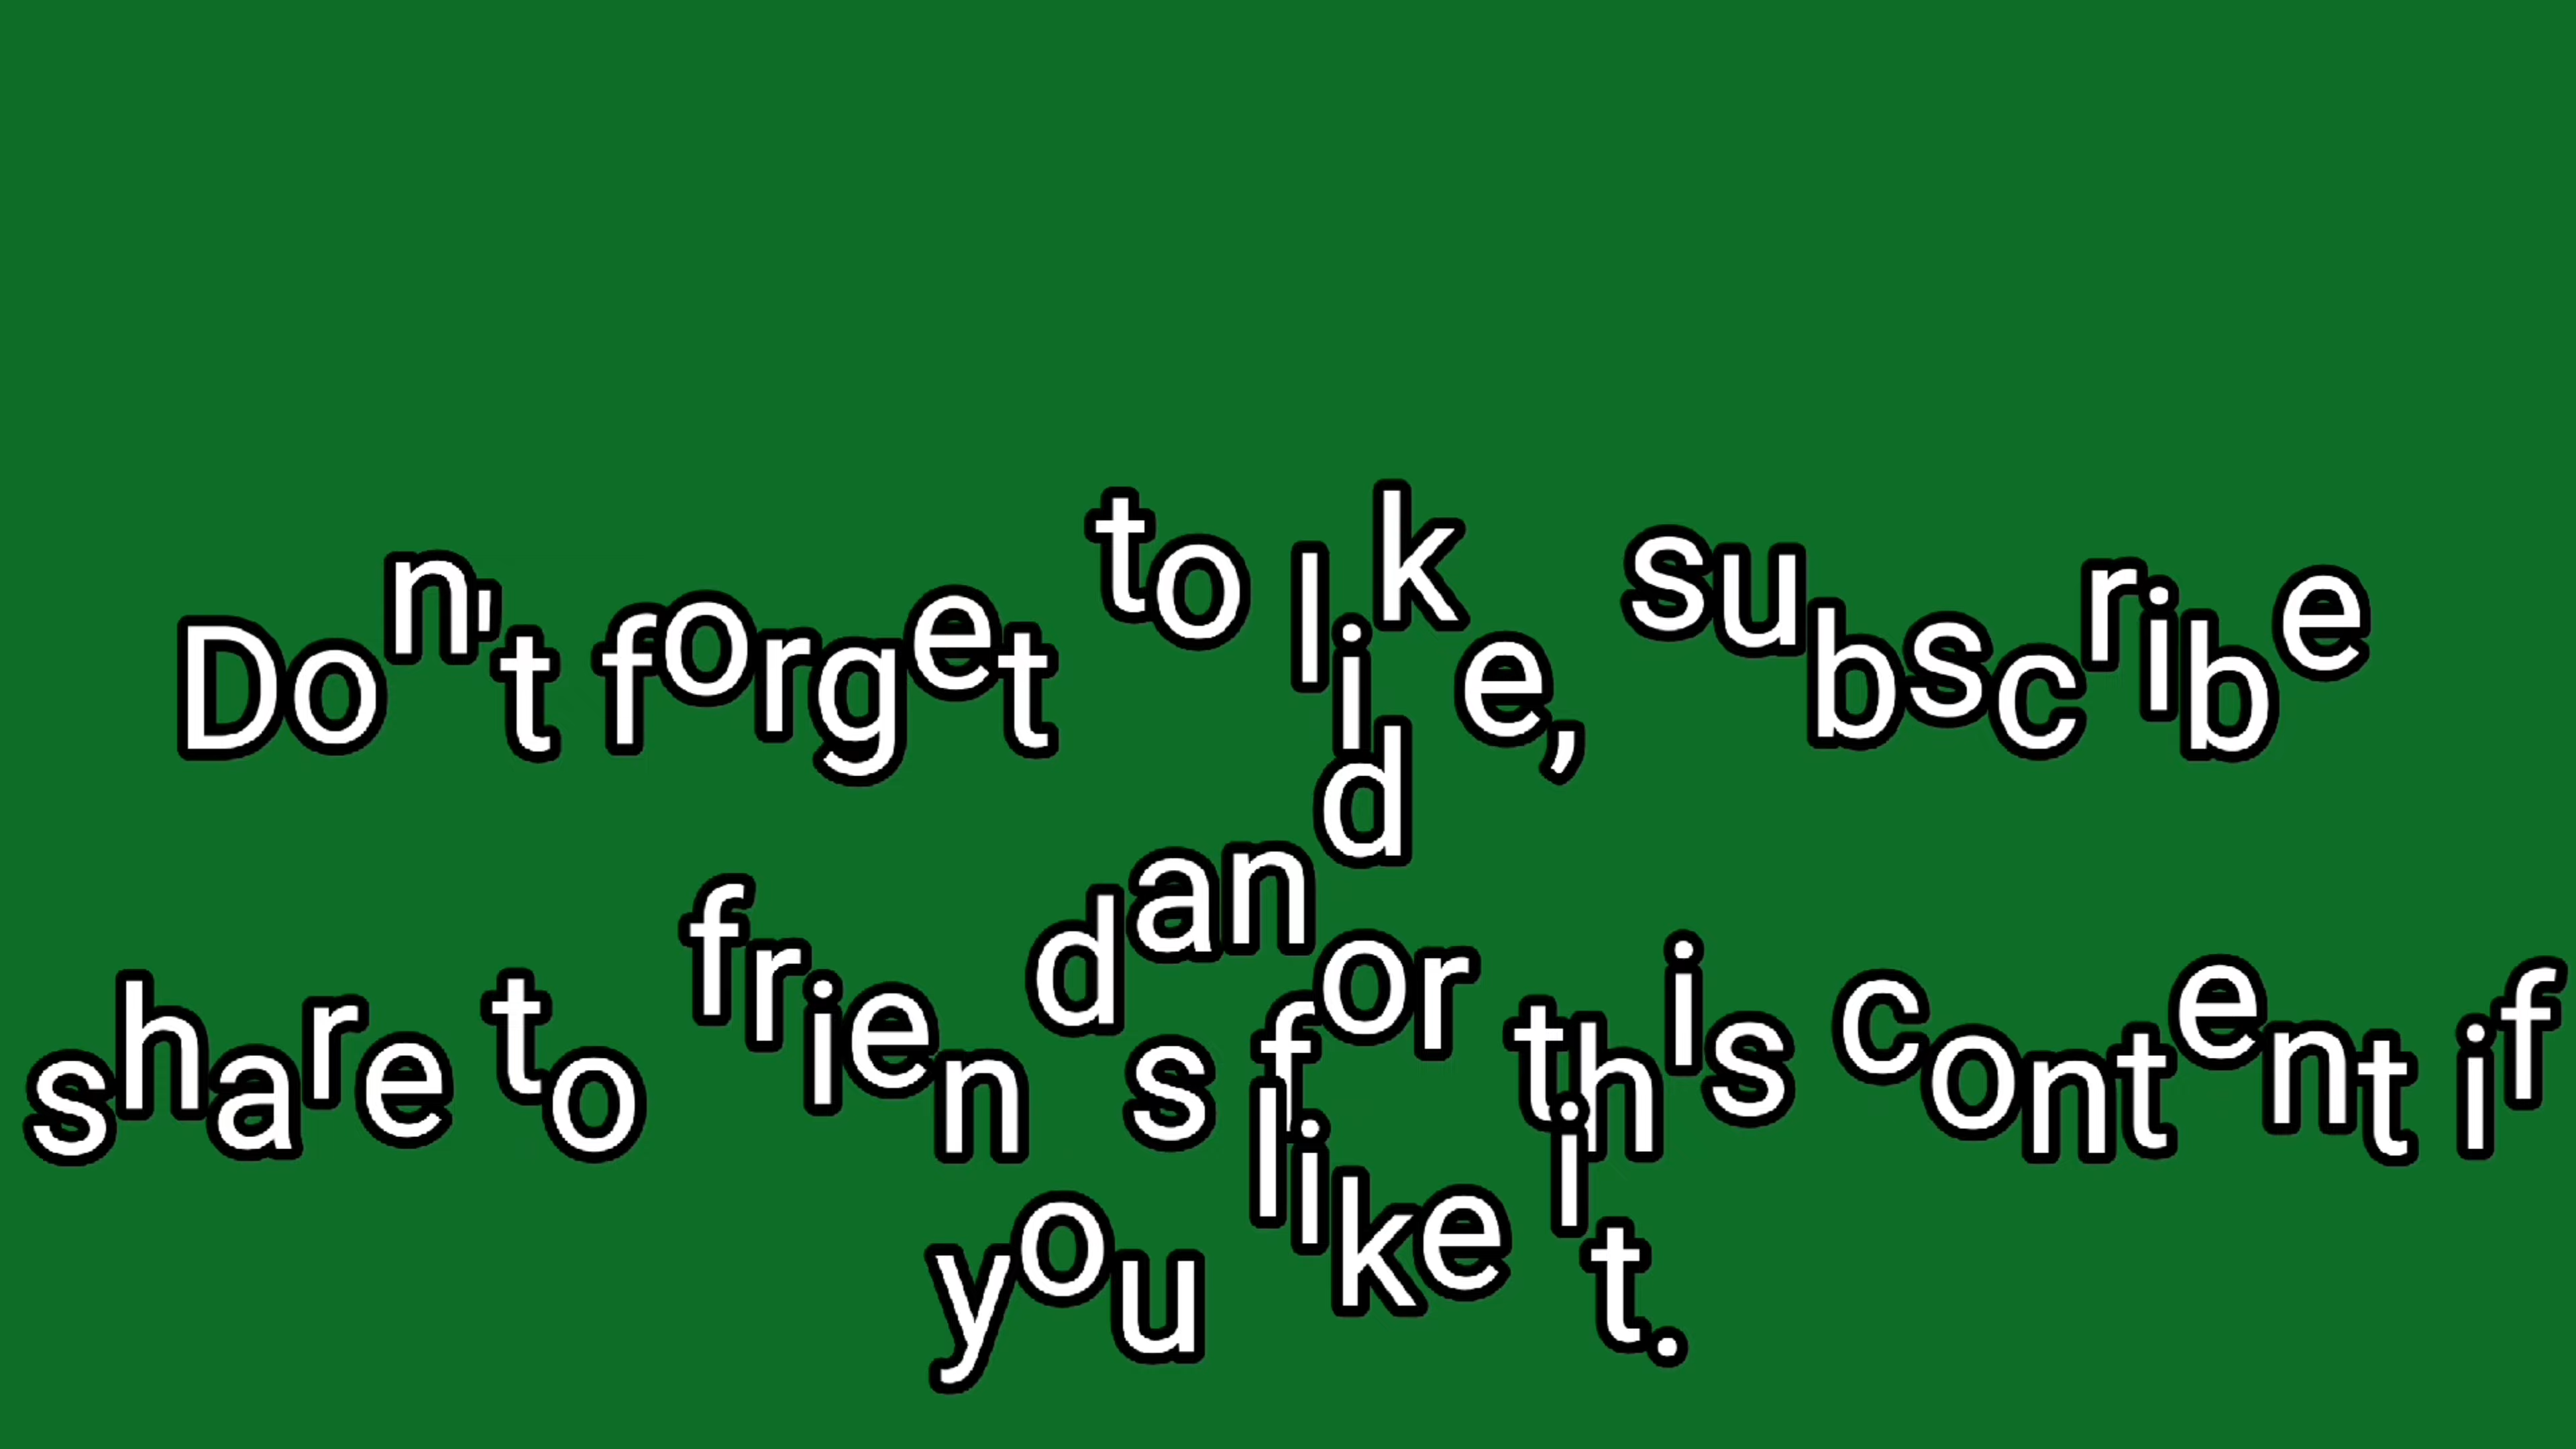 Don't forget to like, subscribe
and
share to friends for this content if
you like it.